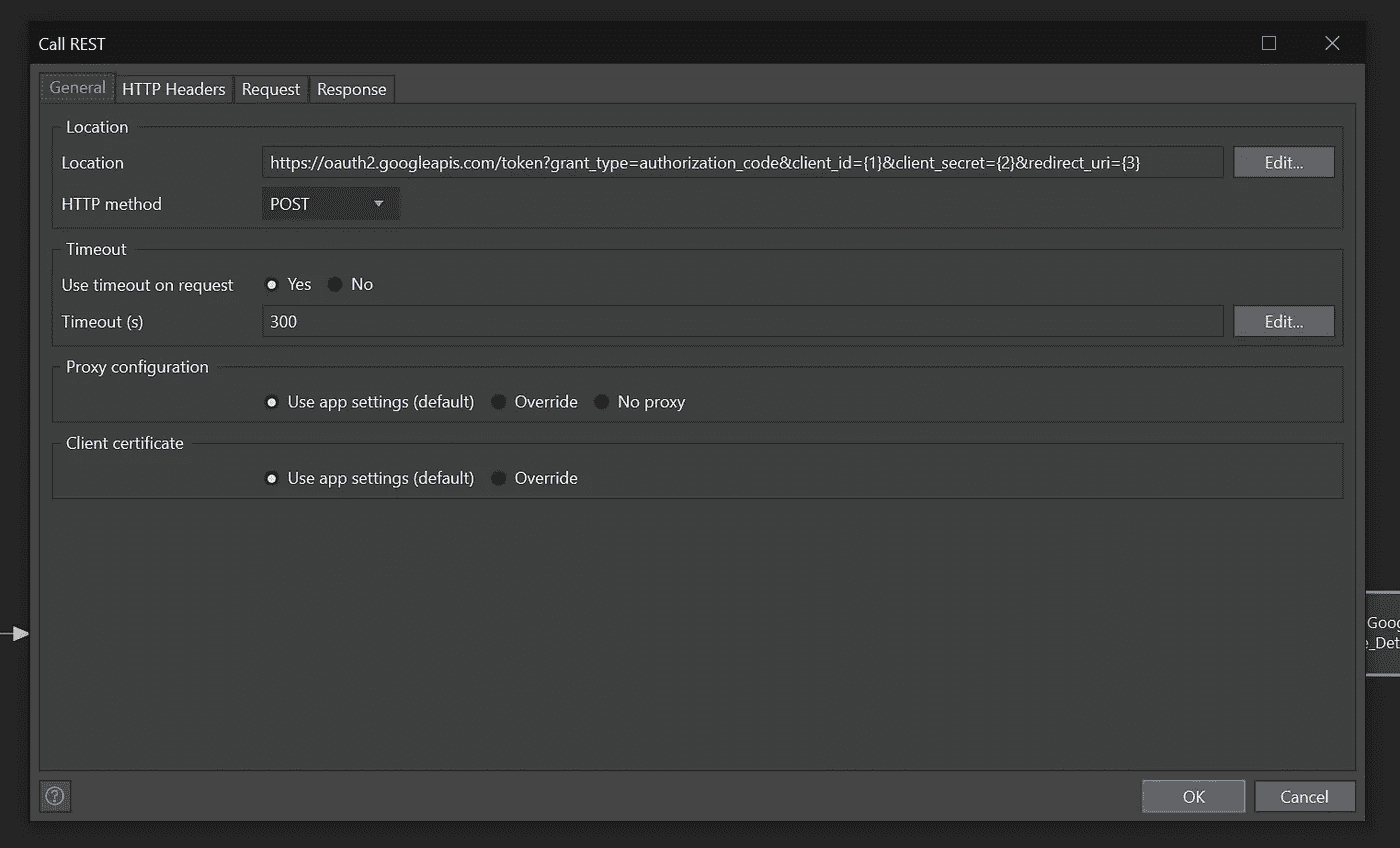 Call REST
General HTTP Headers Request Response
Location
Location https://oauth2.googleapis.com/token?grant_type=authorization_code&client_id={1}&client_secret={2}&redirect_uri={3} Edit...
HTTP method POST
Timeout
Use timeout on request Yes No
Timeout (s) 300 Edit...
Proxy configuration
Use app settings (default) Override No proxy
Client certificate
Use app settings (default) Override
Goog
e_Det
? OK Cancel